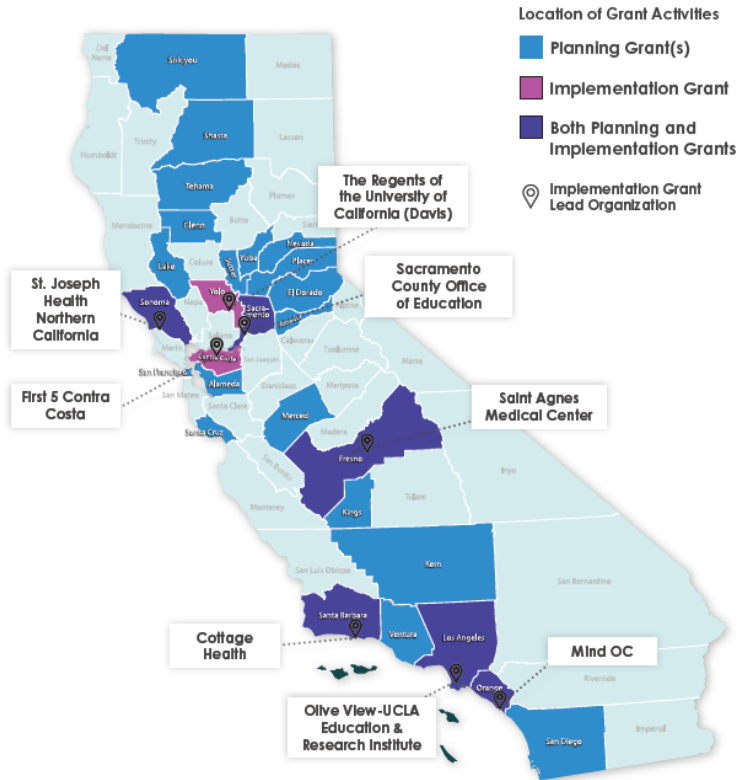 Location of Grant Activities
Planning Grant(s)
Implementation Grant
Both Planning and
Implementation Grants
Implementation Grant
Lead Organization
Del
Norte
Siskiyou
Modoc
Humboldt
Trinity
Shasta
Lassen
Tehama
Plumas
Mendocino
Glenn
Butte
The Regents of
the University of
California (Davis)
Lake
Colusa
Sutter
Yuba
Nevada
Placer
El Dorado
Alpine
Amador
Sacramento
County Office
of Education
St. Joseph
Health
Northern
California
Sonoma
Napa
Yolo
Sacra-
mento
Solano
Marin
Contra Costa
San Joaquin
Calaveras
Tuolumne
Mono
San Francisco
Alameda
San Mateo
Santa Clara
Stanislaus
Mariposa
First 5 Contra
Costa
Saint Agnes
Medical Center
Santa Cruz
Merced
Madera
Fresno
San Benito
Monterey
Kings
Tulare
Inyo
San Luis Obispo
Kern
San Bernardino
Santa Barbara
Ventura
Los Angeles
Cottage
Health
Mind OC
Orange
Riverside
Olive View-UCLA
Education &
Research Institute
San Diego
Imperial